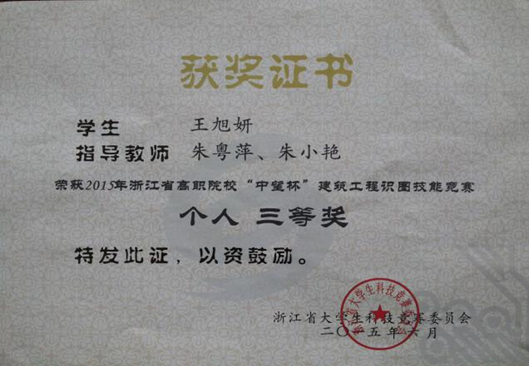 获奖证书
学生 王旭妍
指导教师 朱粤萍、朱小艳
荣获2015年浙江省高职院校“中望杯”建筑工程识图技能竞赛
个人 三等奖
特发此证，以资鼓励。
浙江省大学生科技竞赛委员会
二〇一五年六月